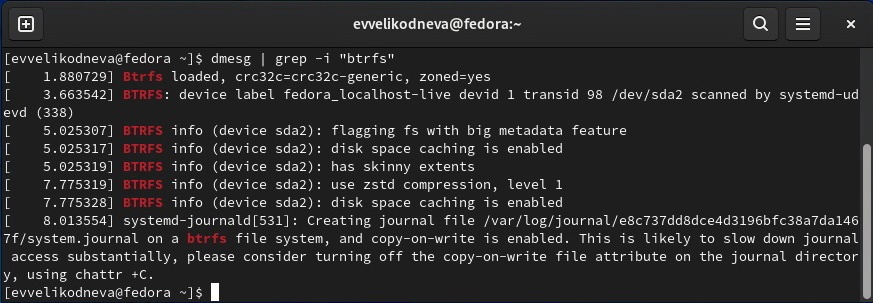 evvelikodneva@fedora:~
[evvelikodneva@fedora ~]$ dmesg | grep -i "btrfs"
[    1.880729] Btrfs loaded, crc32c=crc32c-generic, zoned=yes
[    3.663542] BTRFS: device label fedora_localhost-live devid 1 transid 98 /dev/sda2 scanned by systemd-ud
evd (338)
[    5.025307] BTRFS info (device sda2): flagging fs with big metadata feature
[    5.025317] BTRFS info (device sda2): disk space caching is enabled
[    5.025319] BTRFS info (device sda2): has skinny extents
[    7.775319] BTRFS info (device sda2): use zstd compression, level 1
[    7.775328] BTRFS info (device sda2): disk space caching is enabled
[    8.013554] systemd-journald[531]: Creating journal file /var/log/journal/e8c737dd8dce4d3196bfc38a7da146
7f/system.journal on a btrfs file system, and copy-on-write is enabled. This is likely to slow down journal
 access substantially, please consider turning off the copy-on-write file attribute on the journal director
y, using chattr +C.
[evvelikodneva@fedora ~]$